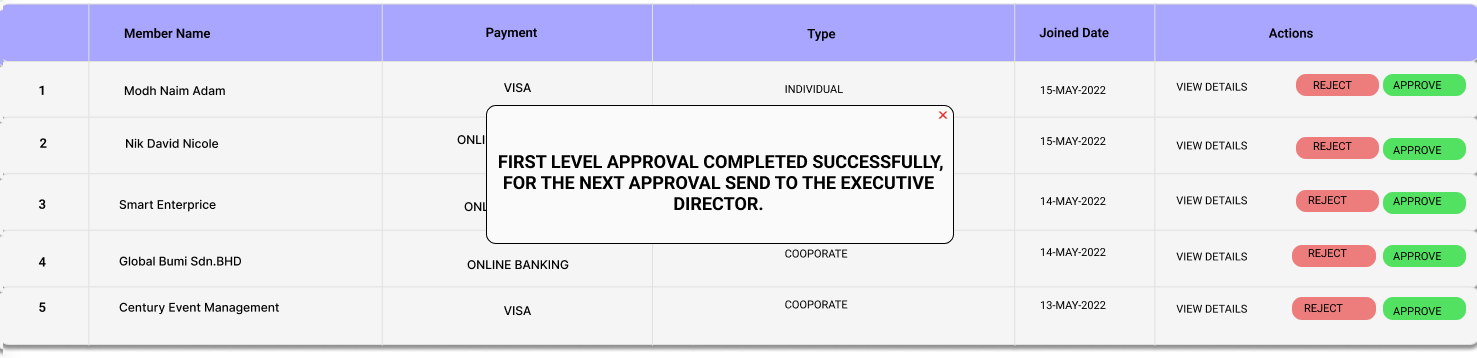 Member Name Payment Type Joined Date Actions
1 Modh Naim Adam VISA INDIVIDUAL 15-MAY-2022 VIEW DETAILS REJECT APPROVE
2 Nik David Nicole 15-MAY-2022 VIEW DETAILS REJECT APPROVE
FIRST LEVEL APPROVAL COMPLETED SUCCESSFULLY,
FOR THE NEXT APPROVAL SEND TO THE EXECUTIVE
DIRECTOR.
3 Smart Enterprice 14-MAY-2022 VIEW DETAILS REJECT APPROVE
4 Global Bumi Sdn.BHD ONLINE BANKING COOPORATE 14-MAY-2022 VIEW DETAILS REJECT APPROVE
5 Century Event Management VISA COOPORATE 13-MAY-2022 VIEW DETAILS REJECT APPROVE